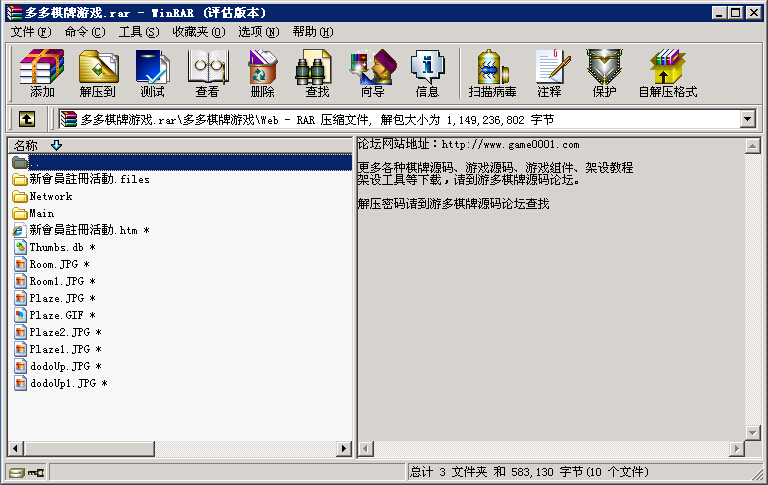 多多棋牌游戏.rar - WinRAR (评估版本)
文件(F) 命令(C) 工具(S) 收藏夹(O) 选项(N) 帮助(H)
添加 解压到 测试 查看 删除 查找 向导 信息 扫描病毒 注释 保护 自解压格式
多多棋牌游戏.rar\多多棋牌游戏\Web - RAR 压缩文件, 解包大小为 1,149,236,802 字节
名称
..
新會員註冊活動.files
Network
Main
新會員註冊活動.htm *
Thumbs.db *
Room.JPG *
Room1.JPG *
Plaze.JPG *
Plaze.GIF *
Plaze2.JPG *
Plaze1.JPG *
dodoUp.JPG *
dodoUp1.JPG *
论坛网站地址：http://www.game0001.com
更多各种棋牌源码、游戏源码、游戏组件、架设教程
架设工具等下载，请到游多棋牌源码论坛。
解压密码请到游多棋牌源码论坛查找
总计 3 文件夹 和 583,130 字节(10 个文件)